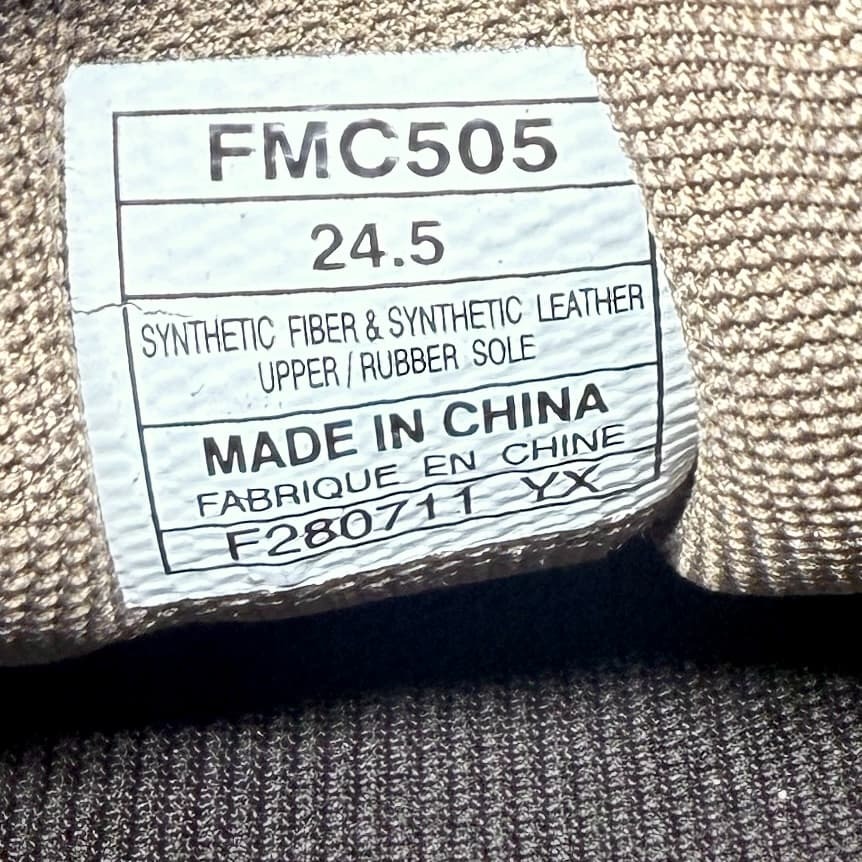 FMC505
24.5
SYNTHETIC FIBER & SYNTHETIC LEATHER
UPPER / RUBBER SOLE
MADE IN CHINA
FABRIQUE EN CHINE
F280711 YX